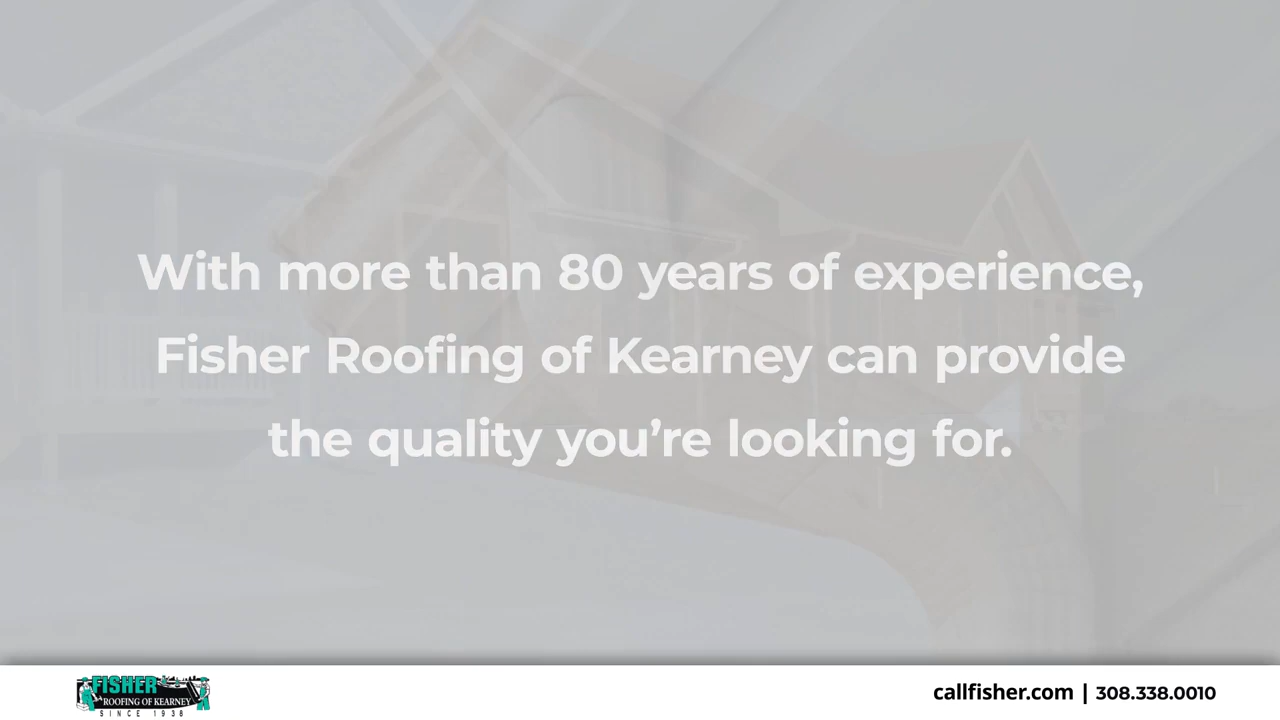 With more than 80 years of experience,
Fisher Roofing of Kearney can provide
the quality you’re looking for.
FISHER
ROOFING OF KEARNEY
SINCE 1938
callfisher.com | 308.338.0010